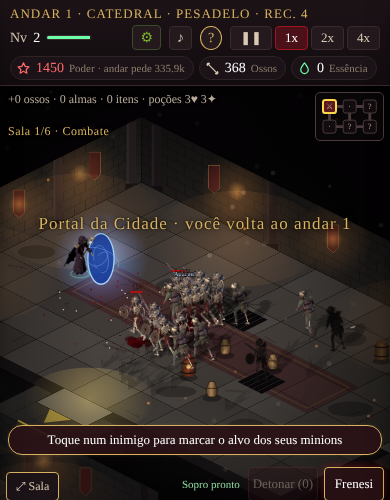 ANDAR 1 · CATEDRAL · PESADELO · REC. 4
Nv 2
? ❚❚ 1x 2x 4x
1450 Poder · andar pede 335.9k 368 Ossos 0 Essência
+0 ossos · 0 almas · 0 itens · poções 3♥ 3✦
Sala 1/6 · Combate
Portal da Cidade · você volta ao andar 1
Toque num inimigo para marcar o alvo dos seus minions
⤢ Sala Sopro pronto Detonar (0) Frenesi